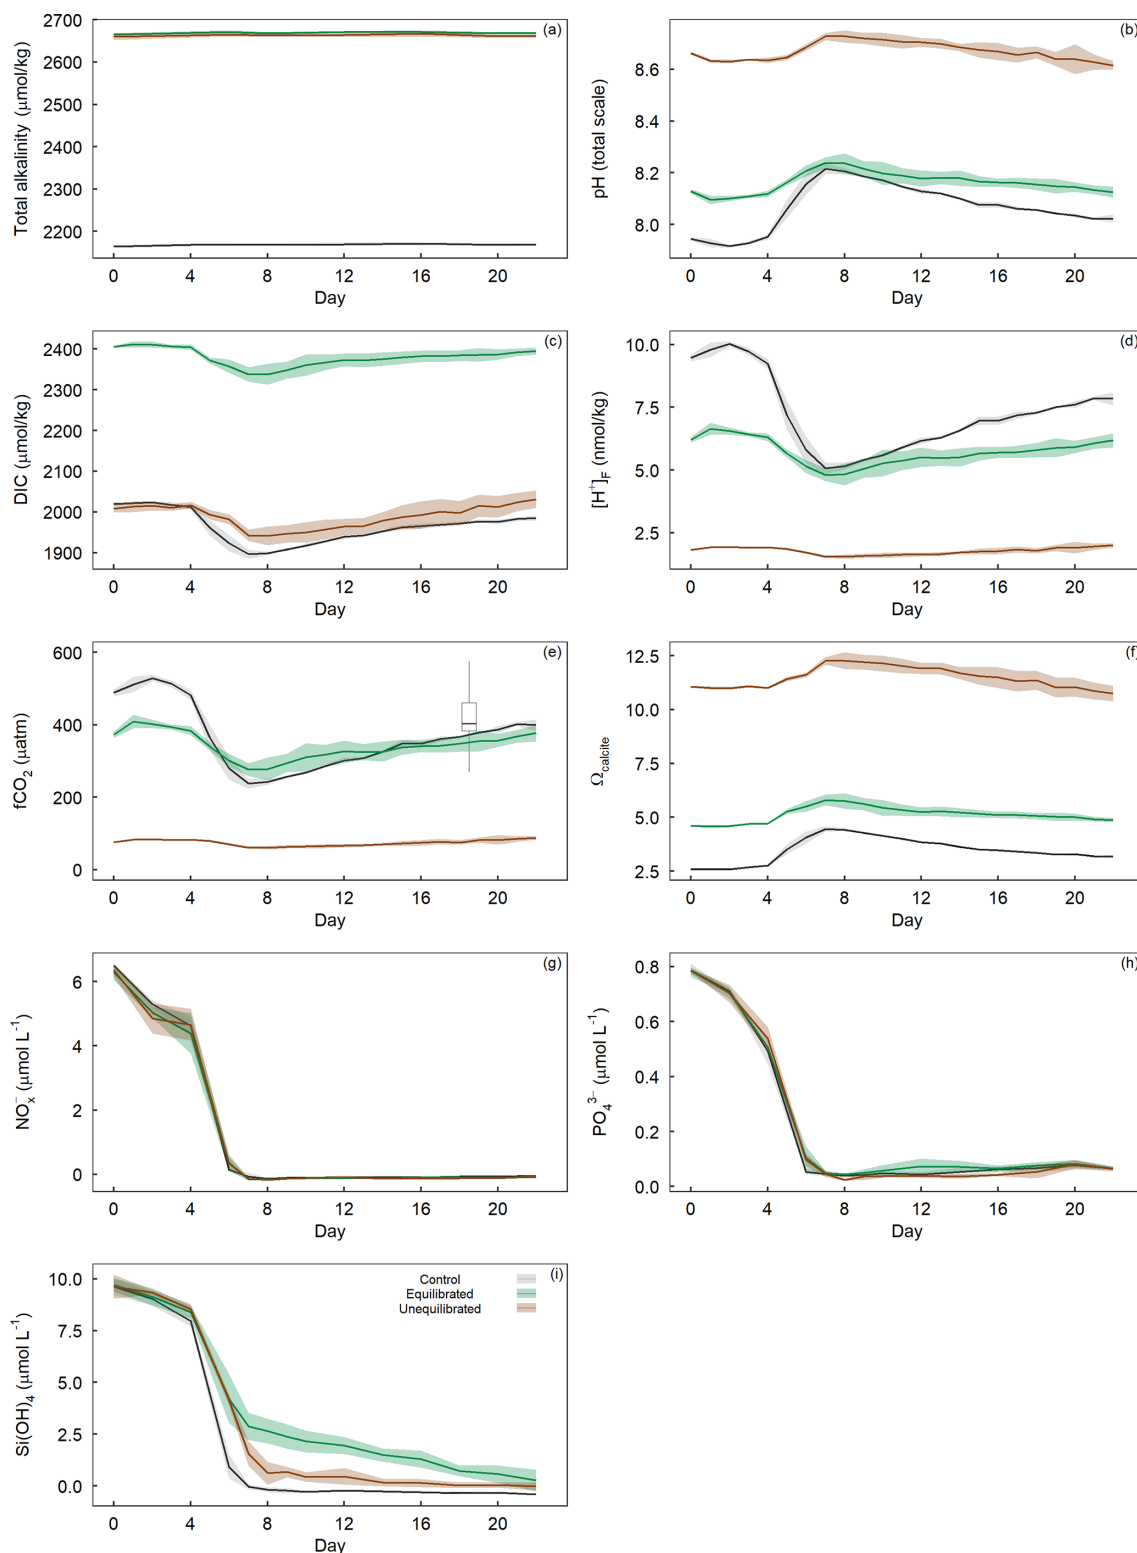 (a)
Total alkalinity (μmol/kg)
2700
2600
2500
2400
2300
2200
0 4 8 12 16 20
Day
(b)
pH (total scale)
8.6
8.4
8.2
8.0
0 4 8 12 16 20
Day
(c)
DIC (μmol/kg)
2400
2300
2200
2100
2000
1900
0 4 8 12 16 20
Day
(d)
[H⁺]F (nmol/kg)
10.0
7.5
5.0
2.5
0 4 8 12 16 20
Day
(e)
fCO₂ (μatm)
600
400
200
0
0 4 8 12 16 20
Day
(f)
Ωcalcite
12.5
10.0
7.5
5.0
2.5
0 4 8 12 16 20
Day
(g)
NOₓ⁻ (μmol L⁻¹)
6
4
2
0
0 4 8 12 16 20
Day
(h)
PO₄³⁻ (μmol L⁻¹)
0.8
0.6
0.4
0.2
0.0
0 4 8 12 16 20
Day
(i)
Si(OH)₄ (μmol L⁻¹)
10.0
7.5
5.0
2.5
0.0
Control
Equilibrated
Unequilibrated
0 4 8 12 16 20
Day